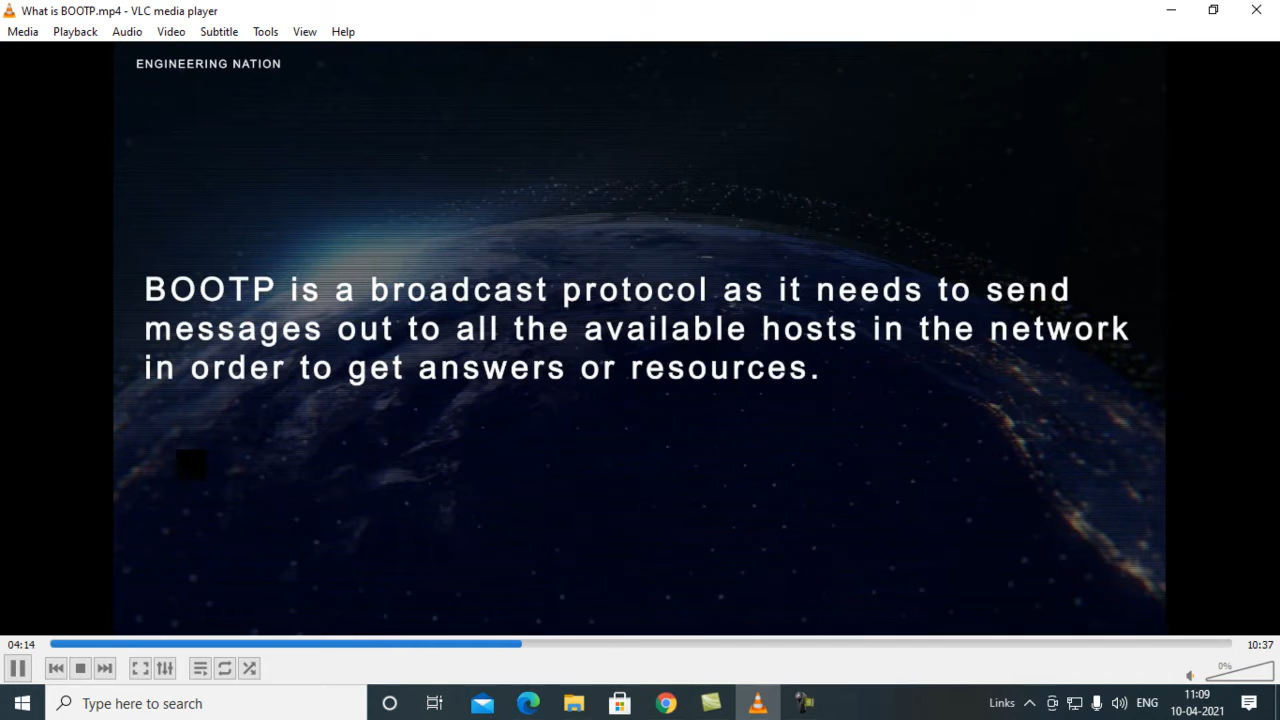 What is BOOTP.mp4 - VLC media player
Media Playback Audio Video Subtitle Tools View Help
ENGINEERING NATION
BOOTP is a broadcast protocol as it needs to send
messages out to all the available hosts in the network
in order to get answers or resources.
04:14 10:37
0%
Type here to search
Links ENG
11:09
10-04-2021